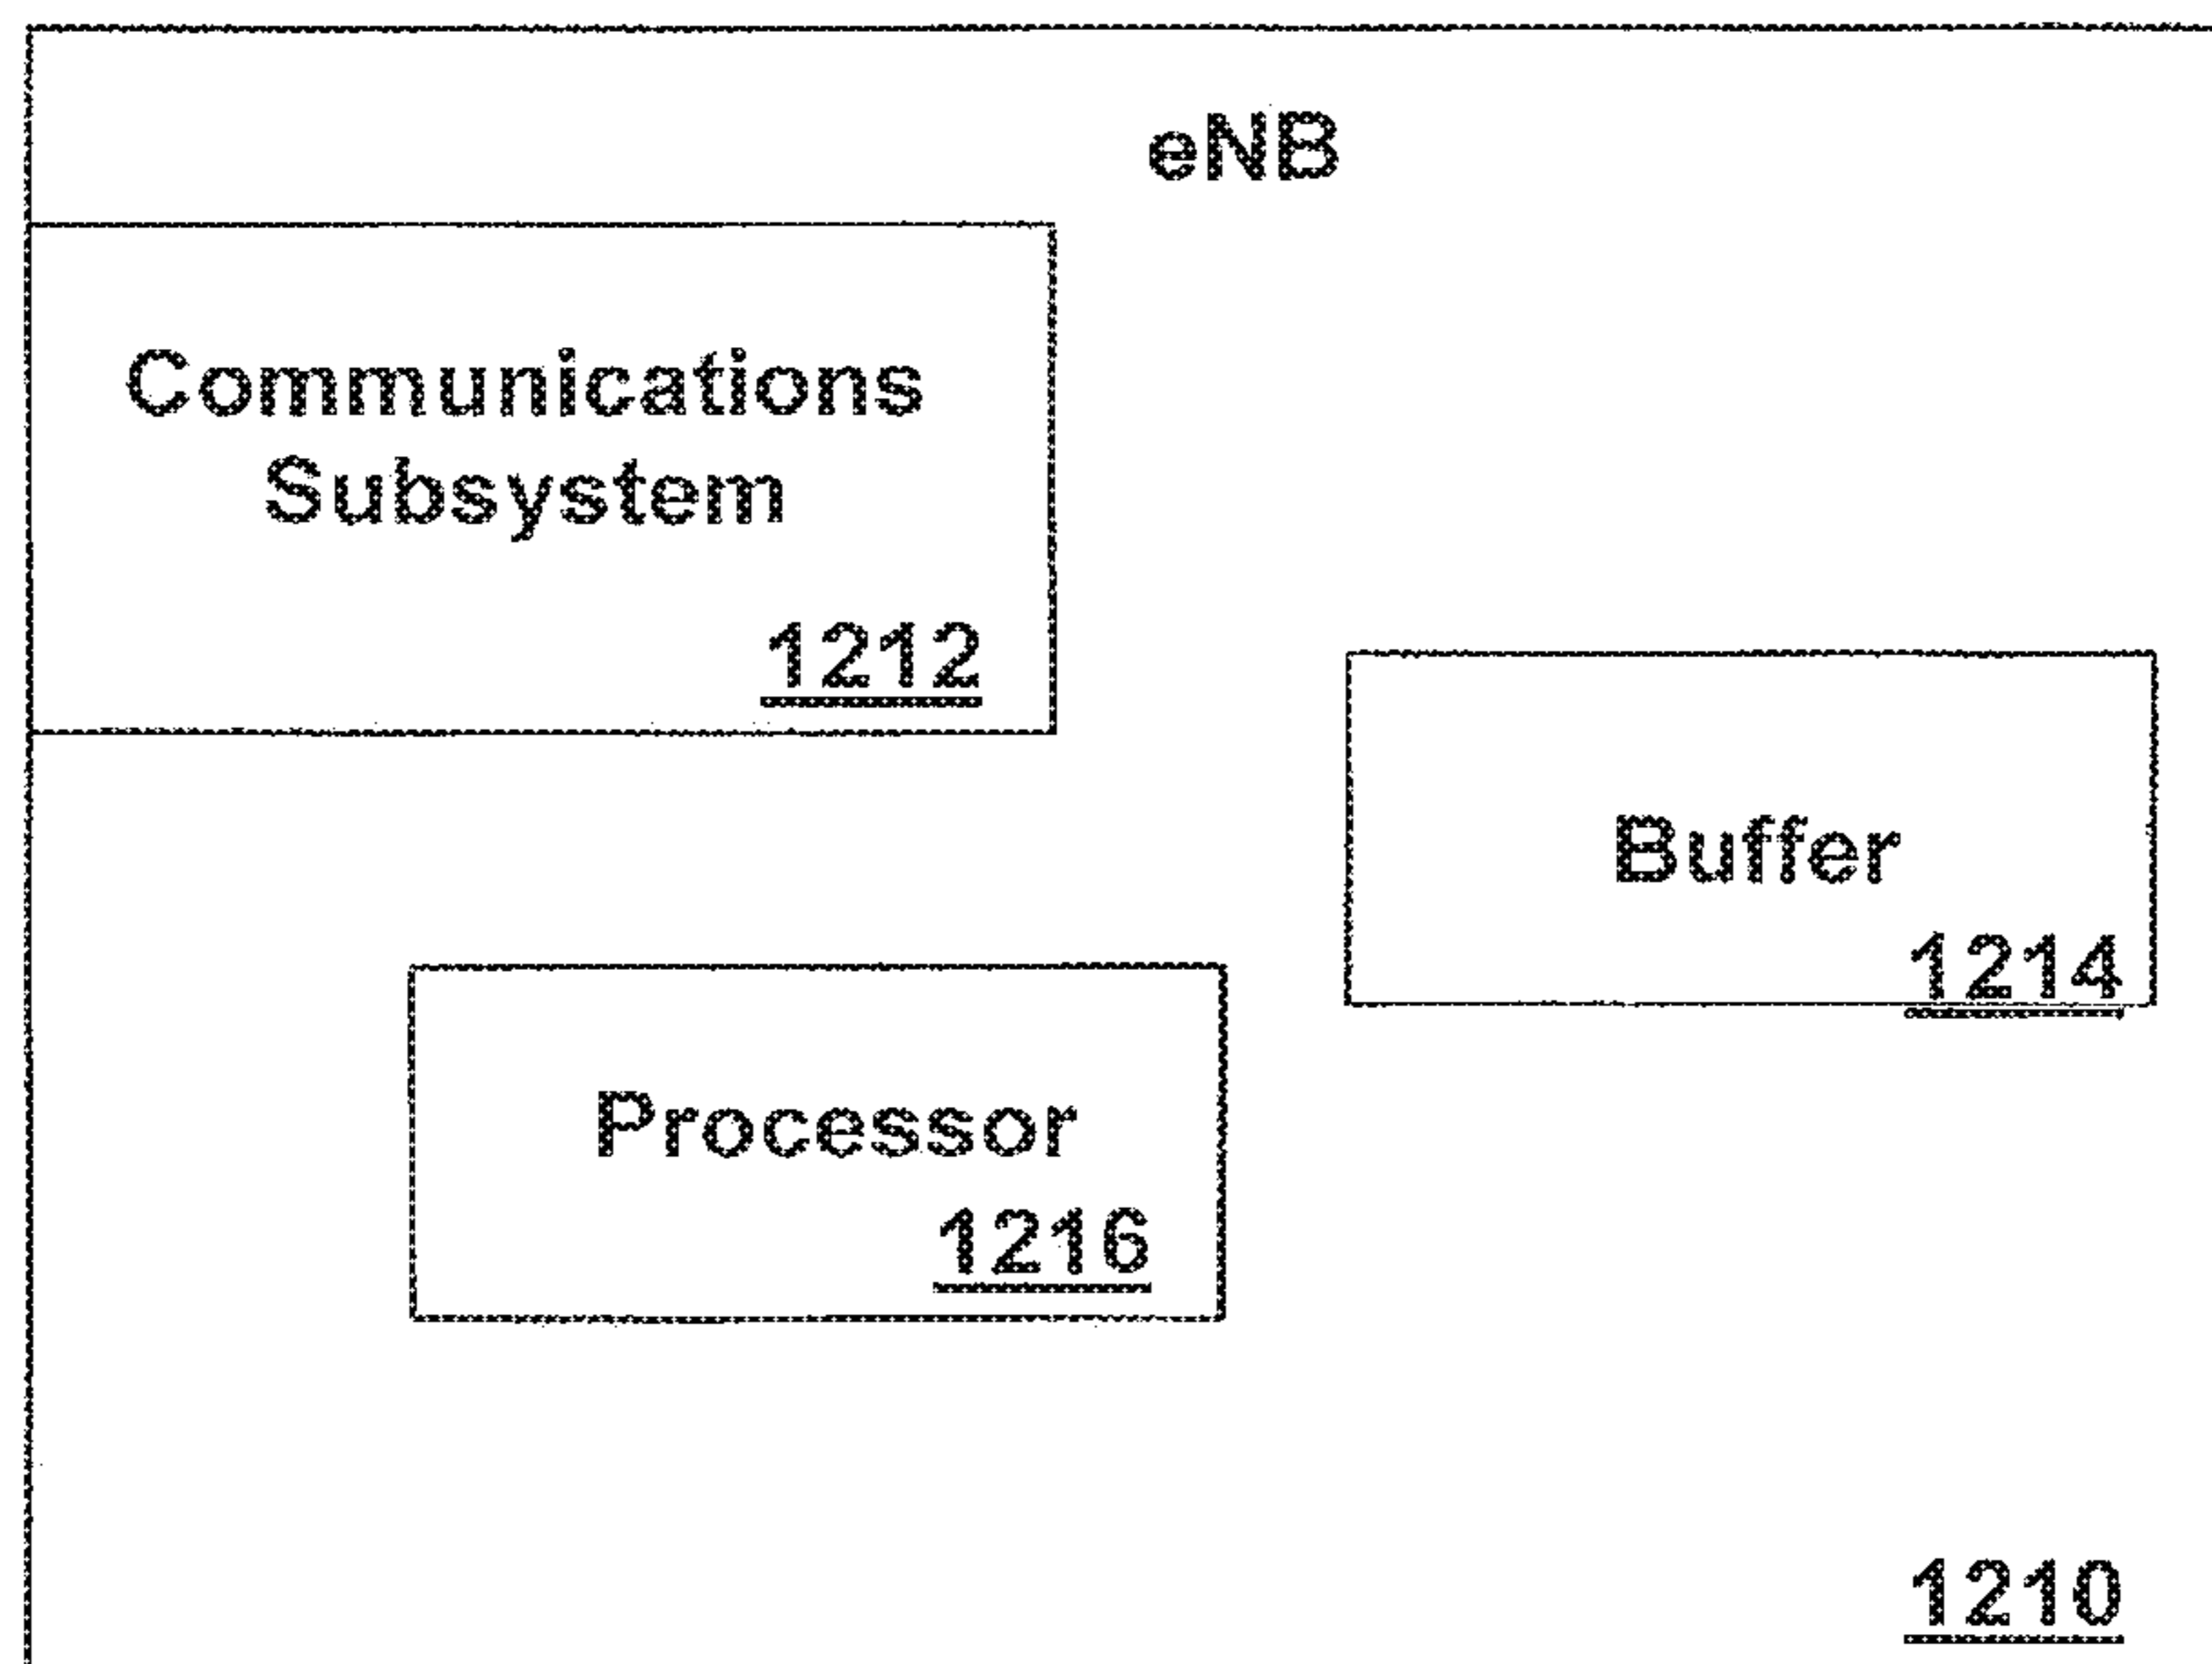 eNB
Communications
Subsystem
1212
Buffer
1214
Processor
1216
1210